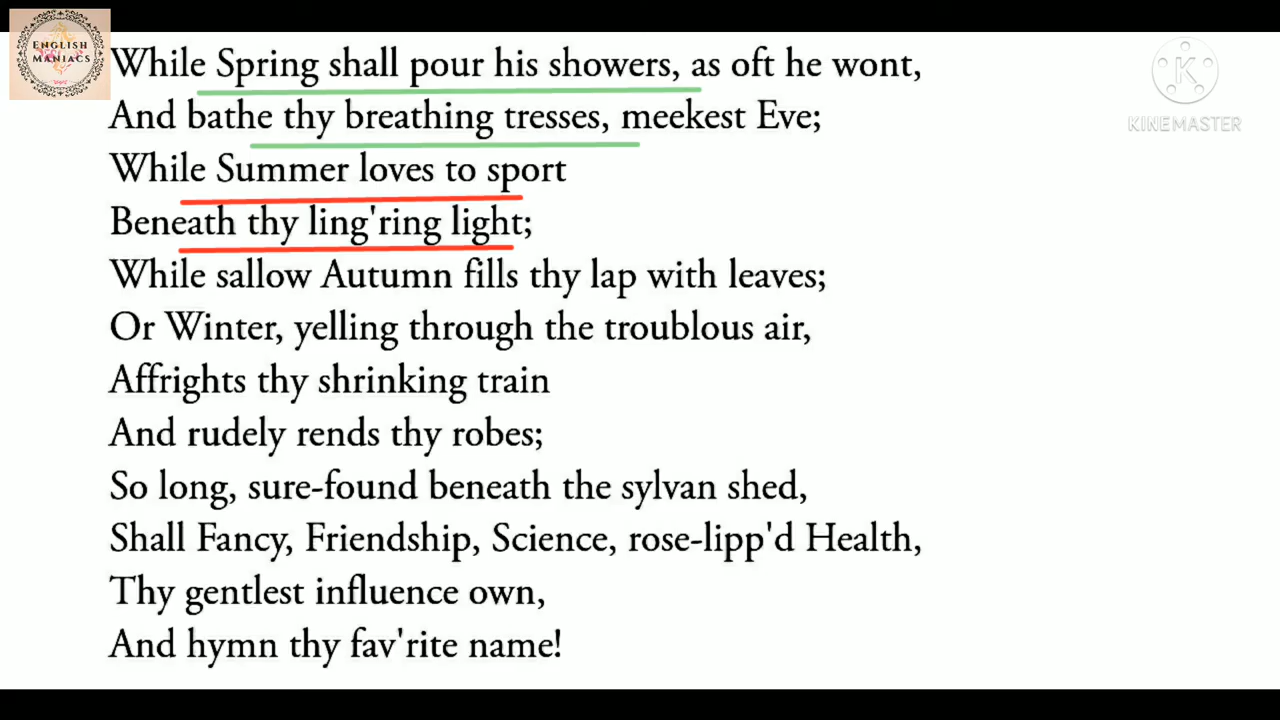 ENGLISH
MANIACS
While Spring shall pour his showers, as oft he wont,
And bathe thy breathing tresses, meekest Eve;
While Summer loves to sport
Beneath thy ling'ring light;
While sallow Autumn fills thy lap with leaves;
Or Winter, yelling through the troublous air,
Affrights thy shrinking train
And rudely rends thy robes;
So long, sure-found beneath the sylvan shed,
Shall Fancy, Friendship, Science, rose-lipp'd Health,
Thy gentlest influence own,
And hymn thy fav'rite name!
K
KINEMASTER